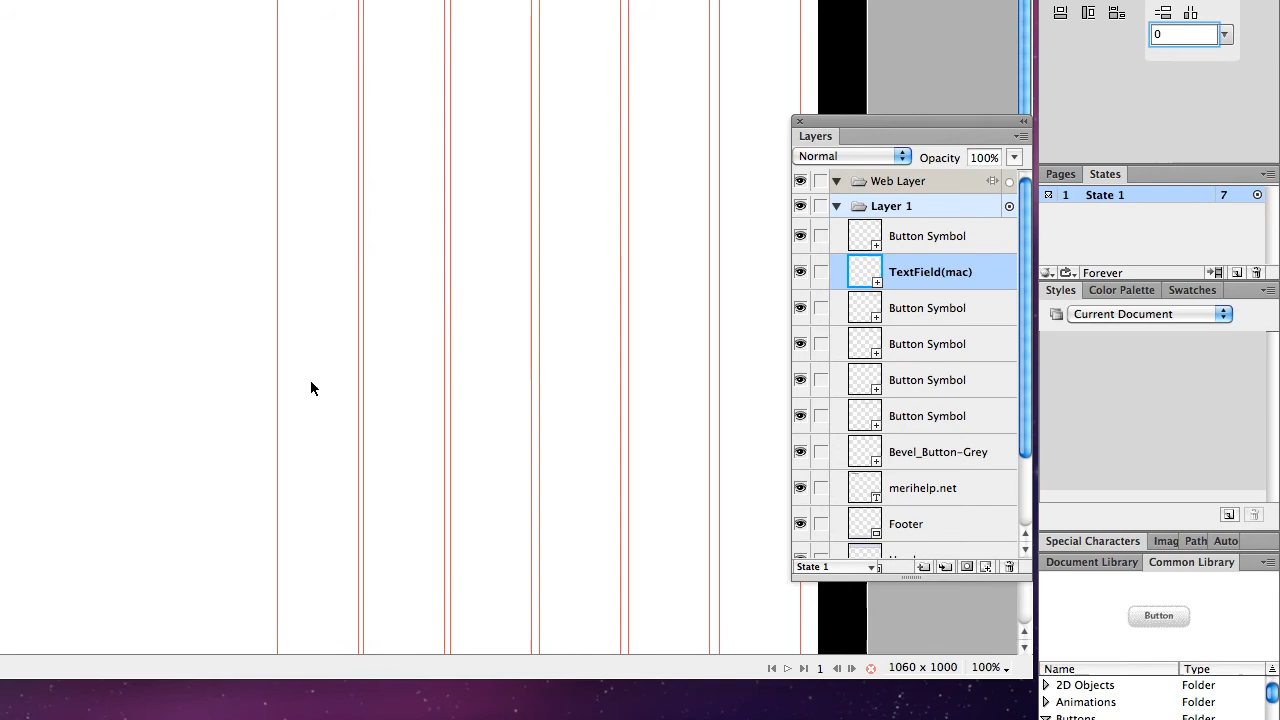 0
Layers
Normal
Opacity 100%
Web Layer
Layer 1
Button Symbol
TextField(mac)
Button Symbol
Button Symbol
Button Symbol
Button Symbol
Bevel_Button-Grey
merihelp.net
Footer
State 1
Pages States
1 State 1 7
Forever
Styles Color Palette Swatches
Current Document
Special Characters Imag Path Auto
Document Library Common Library
Button
Name Type
2D Objects Folder
Animations Folder
Buttons Folder
1 1060 x 1000 100%